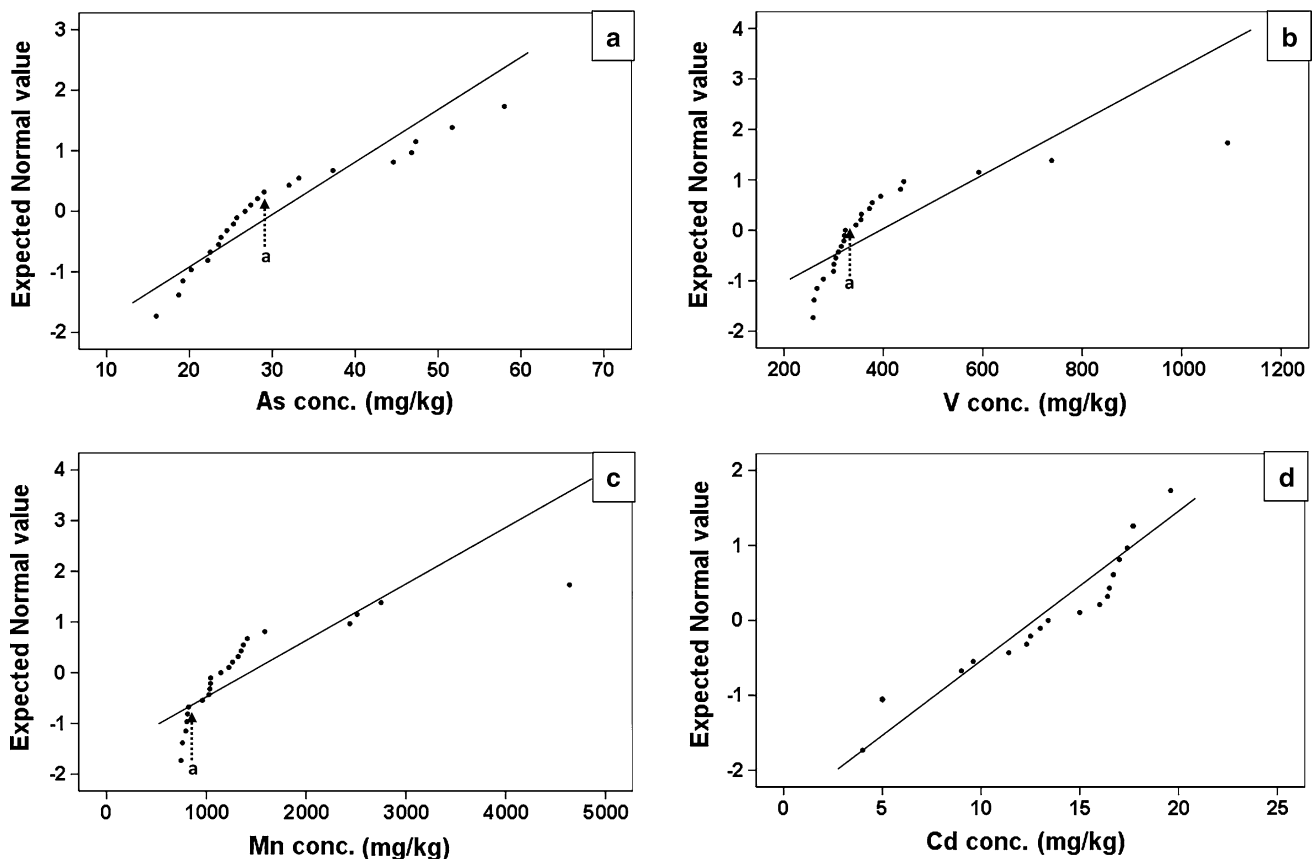 a
Expected Normal value
3
2
1
0
-1
-2
a
10 20 30 40 50 60 70
As conc. (mg/kg)
b
Expected Normal value
4
3
2
1
0
-1
-2
a
200 400 600 800 1000 1200
V conc. (mg/kg)
c
Expected Normal value
4
3
2
1
0
-1
-2
a
0 1000 2000 3000 4000 5000
Mn conc. (mg/kg)
d
Expected Normal value
2
1
0
-1
-2
0 5 10 15 20 25
Cd conc. (mg/kg)